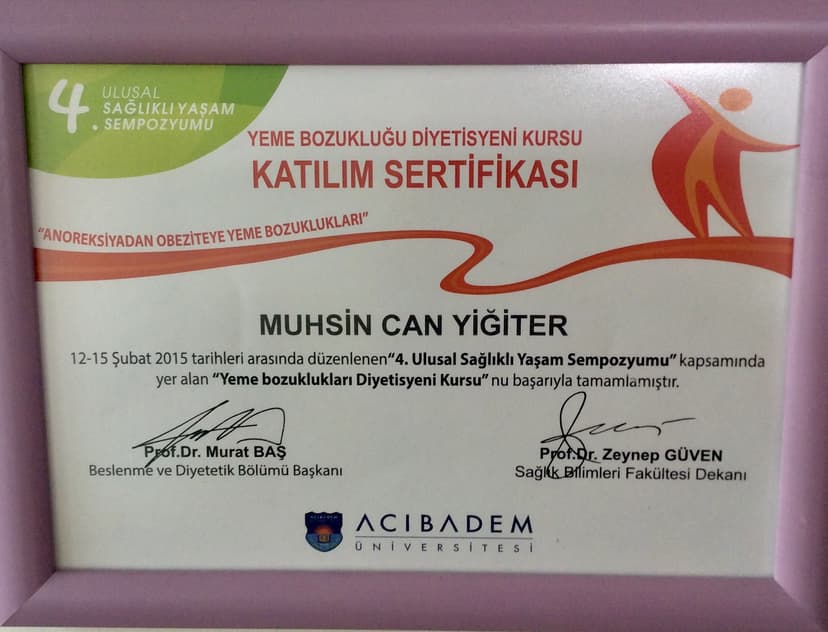 4. ULUSAL
SAĞLIKLI YAŞAM
SEMPOZYUMU
YEME BOZUKLUĞU DİYETİSYENİ KURSU
KATILIM SERTİFİKASI
"ANOREKSİYADAN OBEZİTEYE YEME BOZUKLUKLARI"
MUHSİN CAN YİĞİTER
12-15 Şubat 2015 tarihleri arasında düzenlenen "4. Ulusal Sağlıklı Yaşam Sempozyumu" kapsamında
yer alan "Yeme bozuklukları Diyetisyeni Kursu" nu başarıyla tamamlamıştır.
Prof.Dr. Murat BAŞ
Beslenme ve Diyetetik Bölümü Başkanı
Prof.Dr. Zeynep GÜVEN
Sağlık Bilimleri Fakültesi Dekanı
ACIBADEM
ÜNİVERSİTESİ